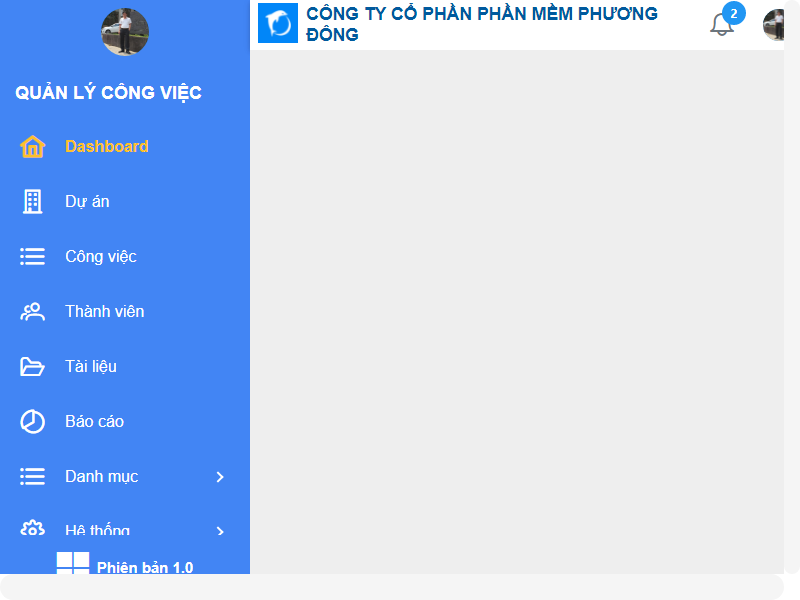 CÔNG TY CỔ PHẦN PHẦN MỀM PHƯƠNG
ĐÔNG
2
QUẢN LÝ CÔNG VIỆC
Dashboard
Dự án
Công việc
Thành viên
Tài liệu
Báo cáo
Danh mục
Hệ thống
Phiên bản 1.0